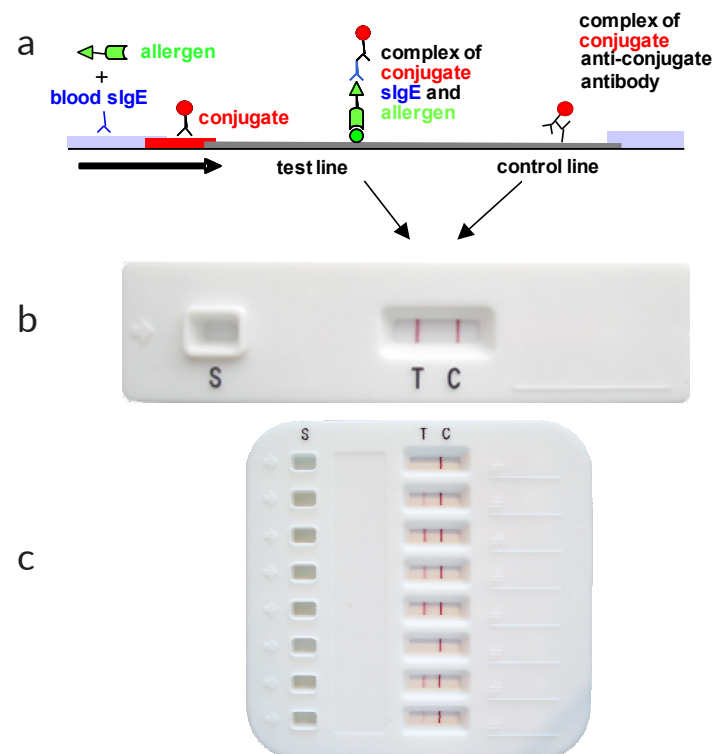 a
allergen
+
blood sIgE
conjugate
complex of
conjugate
sIgE and
allergen
complex of
conjugate
anti-conjugate
antibody
test line
control line
b
S
T C
c
S
T C